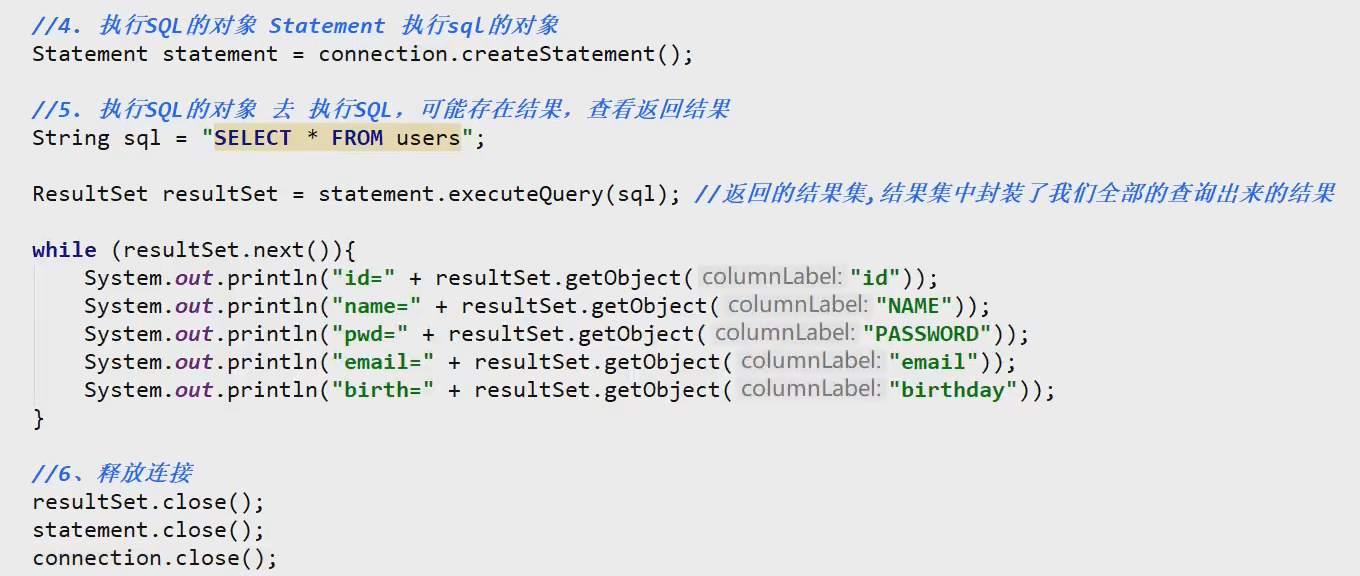 //4. 执行SQL的对象 Statement 执行sql的对象
Statement statement = connection.createStatement();
//5. 执行SQL的对象 去 执行SQL，可能存在结果，查看返回结果
String sql = "SELECT * FROM users";
ResultSet resultSet = statement.executeQuery(sql); //返回的结果集,结果集中封装了我们全部的查询出来的结果
while (resultSet.next()){
System.out.println("id=" + resultSet.getObject( columnLabel: "id"));
System.out.println("name=" + resultSet.getObject( columnLabel: "NAME"));
System.out.println("pwd=" + resultSet.getObject( columnLabel: "PASSWORD"));
System.out.println("email=" + resultSet.getObject( columnLabel: "email"));
System.out.println("birth=" + resultSet.getObject( columnLabel: "birthday"));
}
//6、释放连接
resultSet.close();
statement.close();
connection.close();